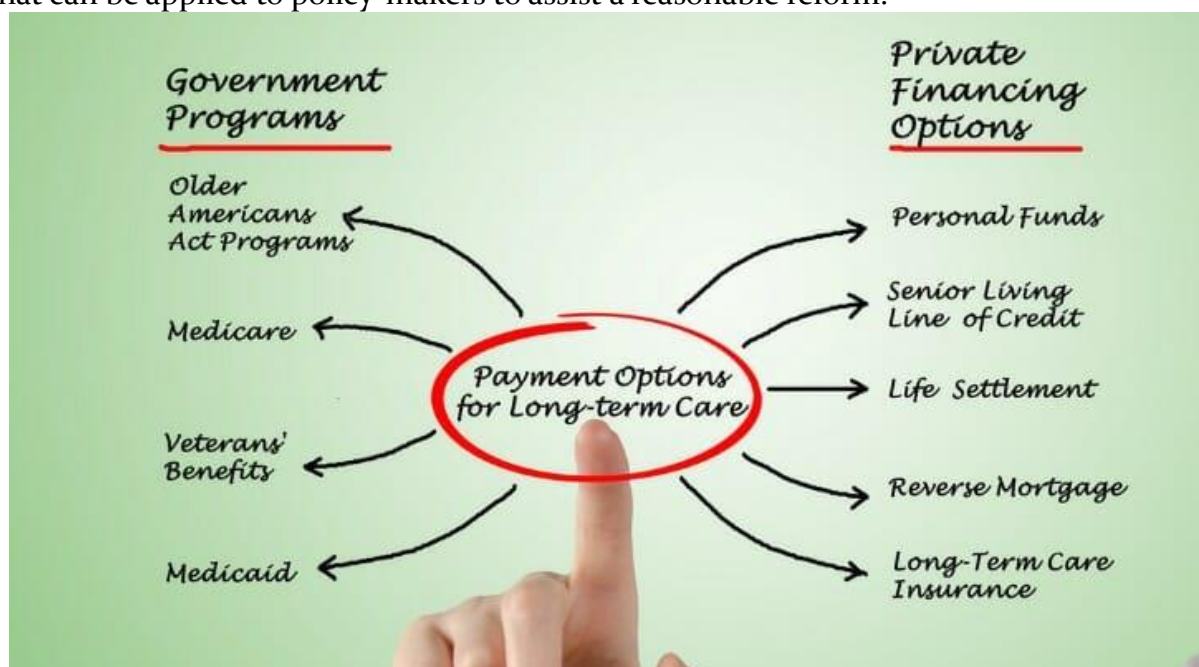 can be applied to policy-makers to assist a reasonable reform.
Government
Programs
Older
Americans
Act Programs
Medicare
Veterans'
Benefits
Medicaid
Payment Options
for Long-term Care
Private
Financing
Options
Personal Funds
Senior Living
Line of Credit
Life Settlement
Reverse Mortgage
Long-Term Care
Insurance